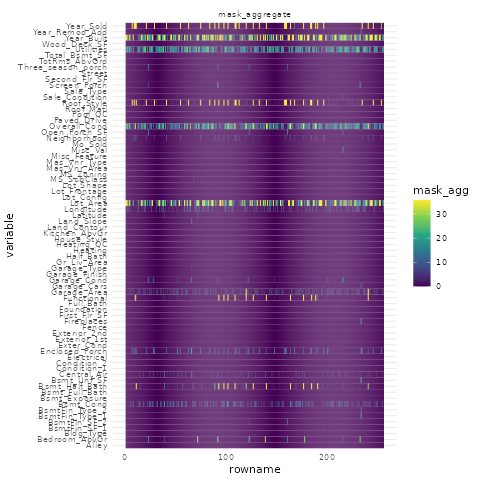 mask_aggregate
Year_Sold
Year_Remod_Add
Year_Built
Wood_Deck_SF
Utilities
Total_Bsmt_SF
TotRms_AbvGrd
Three_season_porch
Street
Second_Flr_SF
Screen_Porch
Sale_Type
Sale_Condition
Roof_Style
Roof_Matl
Pool_QC
Paved_Drive
Overall_Cond
Open_Porch_SF
Neighborhood
Mo_Sold
Misc_Val
Misc_Feature
Mas_Vnr_Type
Mas_Vnr_Area
MS_Zoning
MS_SubClass
Lot_Shape
Lot_Frontage
Lot_Config
Lot_Area
Longitude
Latitude
Land_Slope
Land_Contour
Kitchen_AbvGr
House_Style
Heating_QC
Heating
Half_Bath
Gr_Liv_Area
Garage_Type
Garage_Finish
Garage_Cond
Garage_Cars
Garage_Area
Functional
Full_Bath
Foundation
First_Flr_SF
Fireplaces
Fence
Exterior_2nd
Exterior_1st
Exter_Cond
Enclosed_Porch
Electrical
Condition_2
Condition_1
Central_Air
Bsmt_Unf_SF
Bsmt_Half_Bath
Bsmt_Full_Bath
Bsmt_Exposure
Bsmt_Cond
BsmtFin_Type_2
BsmtFin_Type_1
BsmtFin_SF_2
BsmtFin_SF_1
Bldg_Type
Bedroom_AbvGr
Alley
variable
0 100 200
rowname
mask_agg
30
20
10
0